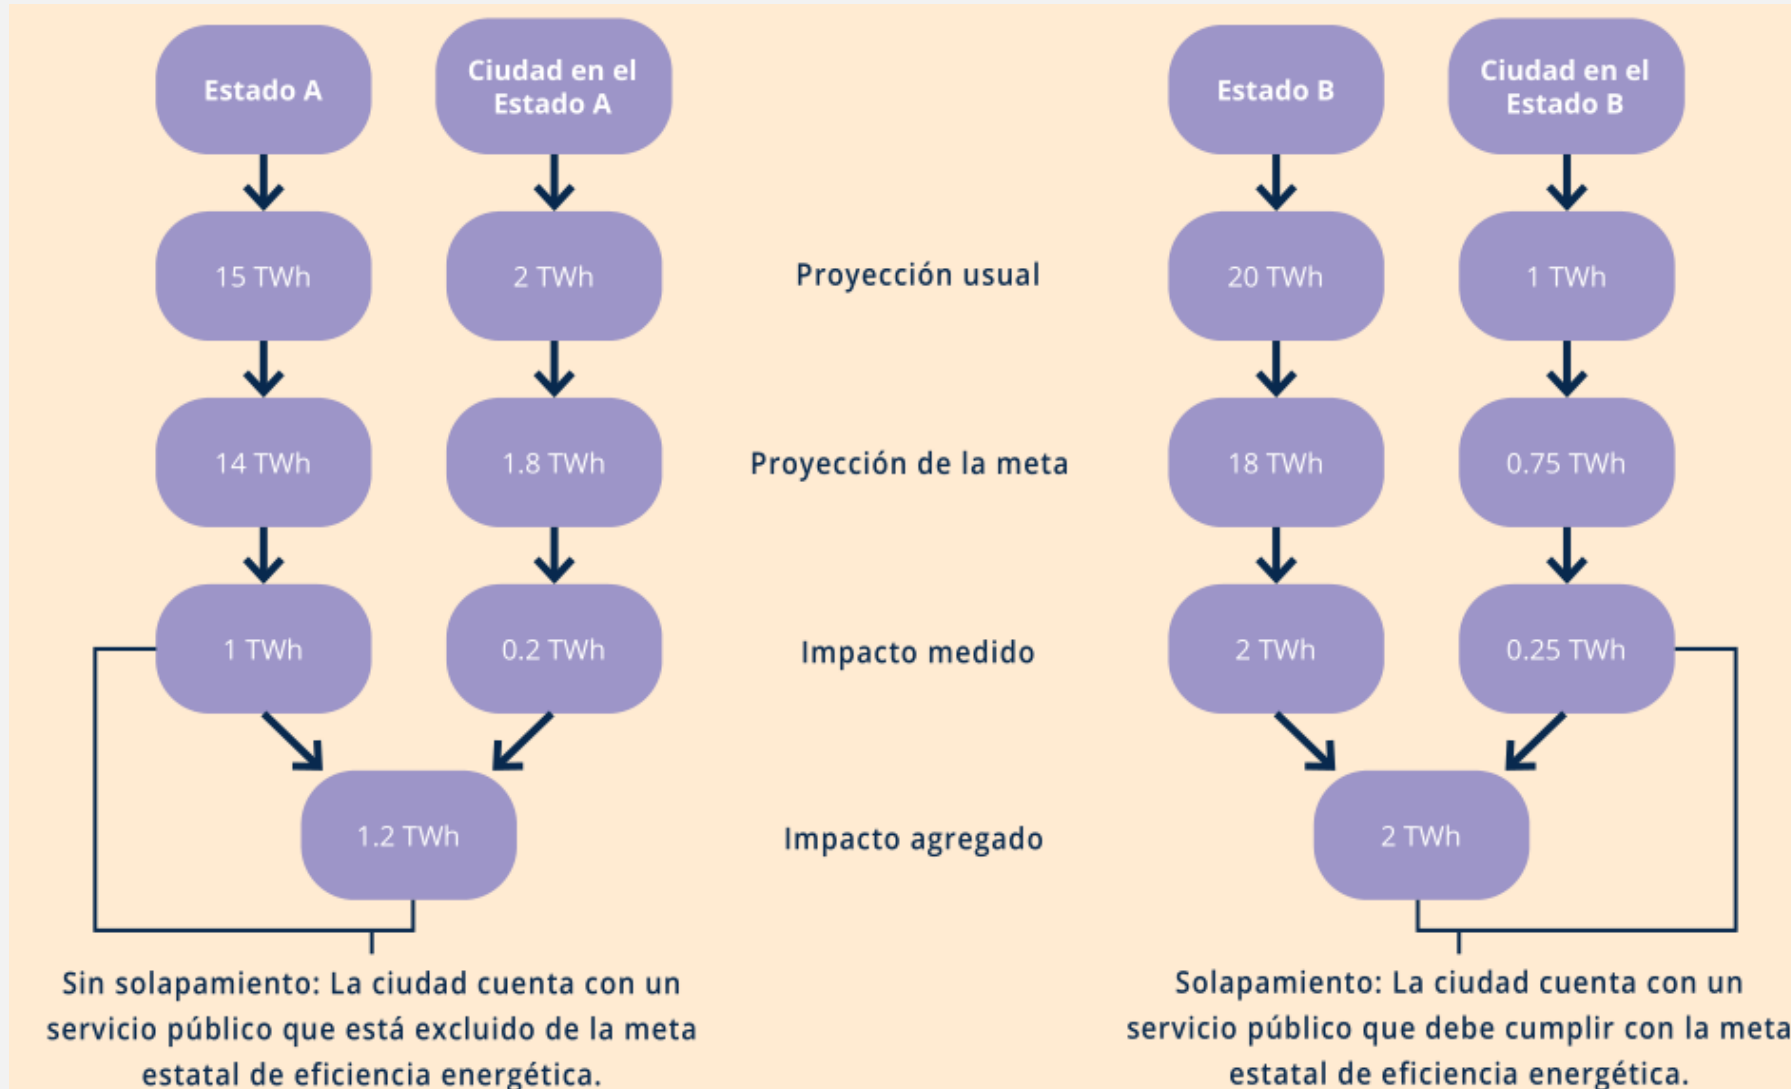 Estado A
Ciudad en el
Estado A
Estado B
Ciudad en el
Estado B
15 TWh
2 TWh
Proyección usual
20 TWh
1 TWh
14 TWh
1.8 TWh
Proyección de la meta
18 TWh
0.75 TWh
1 TWh
0.2 TWh
Impacto medido
2 TWh
0.25 TWh
1.2 TWh
Impacto agregado
2 TWh
Sin solapamiento: La ciudad cuenta con un
servicio público que está excluido de la meta
estatal de eficiencia energética.
Solapamiento: La ciudad cuenta con un
servicio público que debe cumplir con la meta
estatal de eficiencia energética.